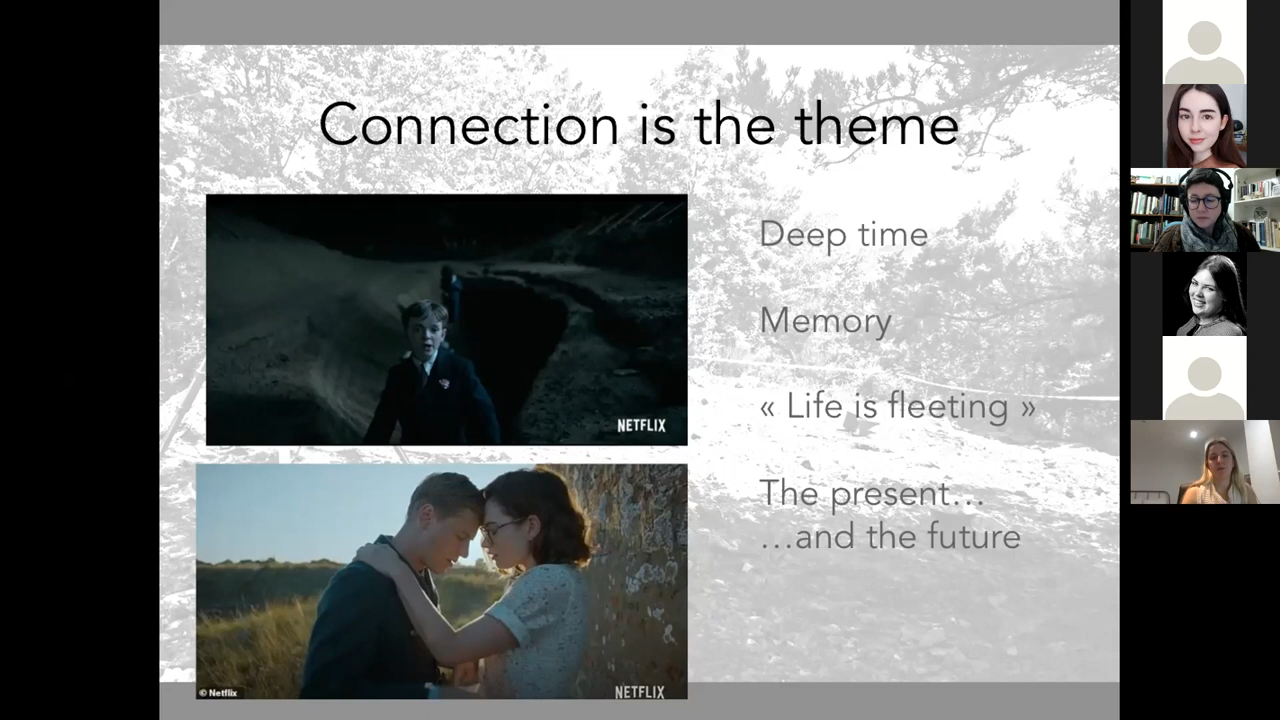 Connection is the theme
NETFLIX
Deep time
Memory
« Life is fleeting »
The present…
…and the future
© Netflix
NETFLIX